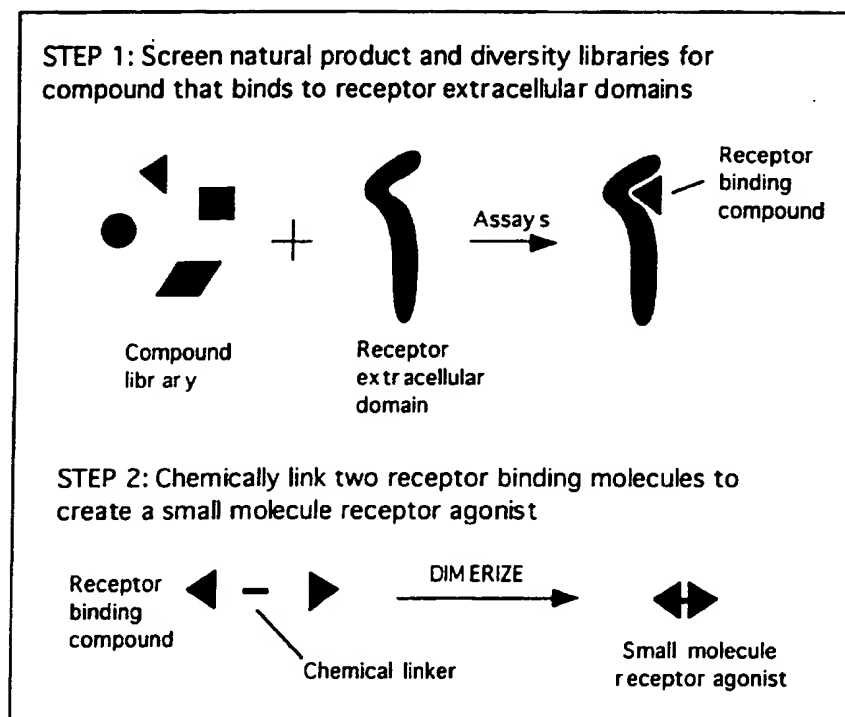 STEP 1: Screen natural product and diversity libraries for
compound that binds to receptor extracellular domains
Receptor
binding
compound
Assays
Compound
library
Receptor
extracellular
domain
STEP 2: Chemically link two receptor binding molecules to
create a small molecule receptor agonist
Receptor
binding
compound
DIMERIZE
Chemical linker
Small molecule
receptor agonist